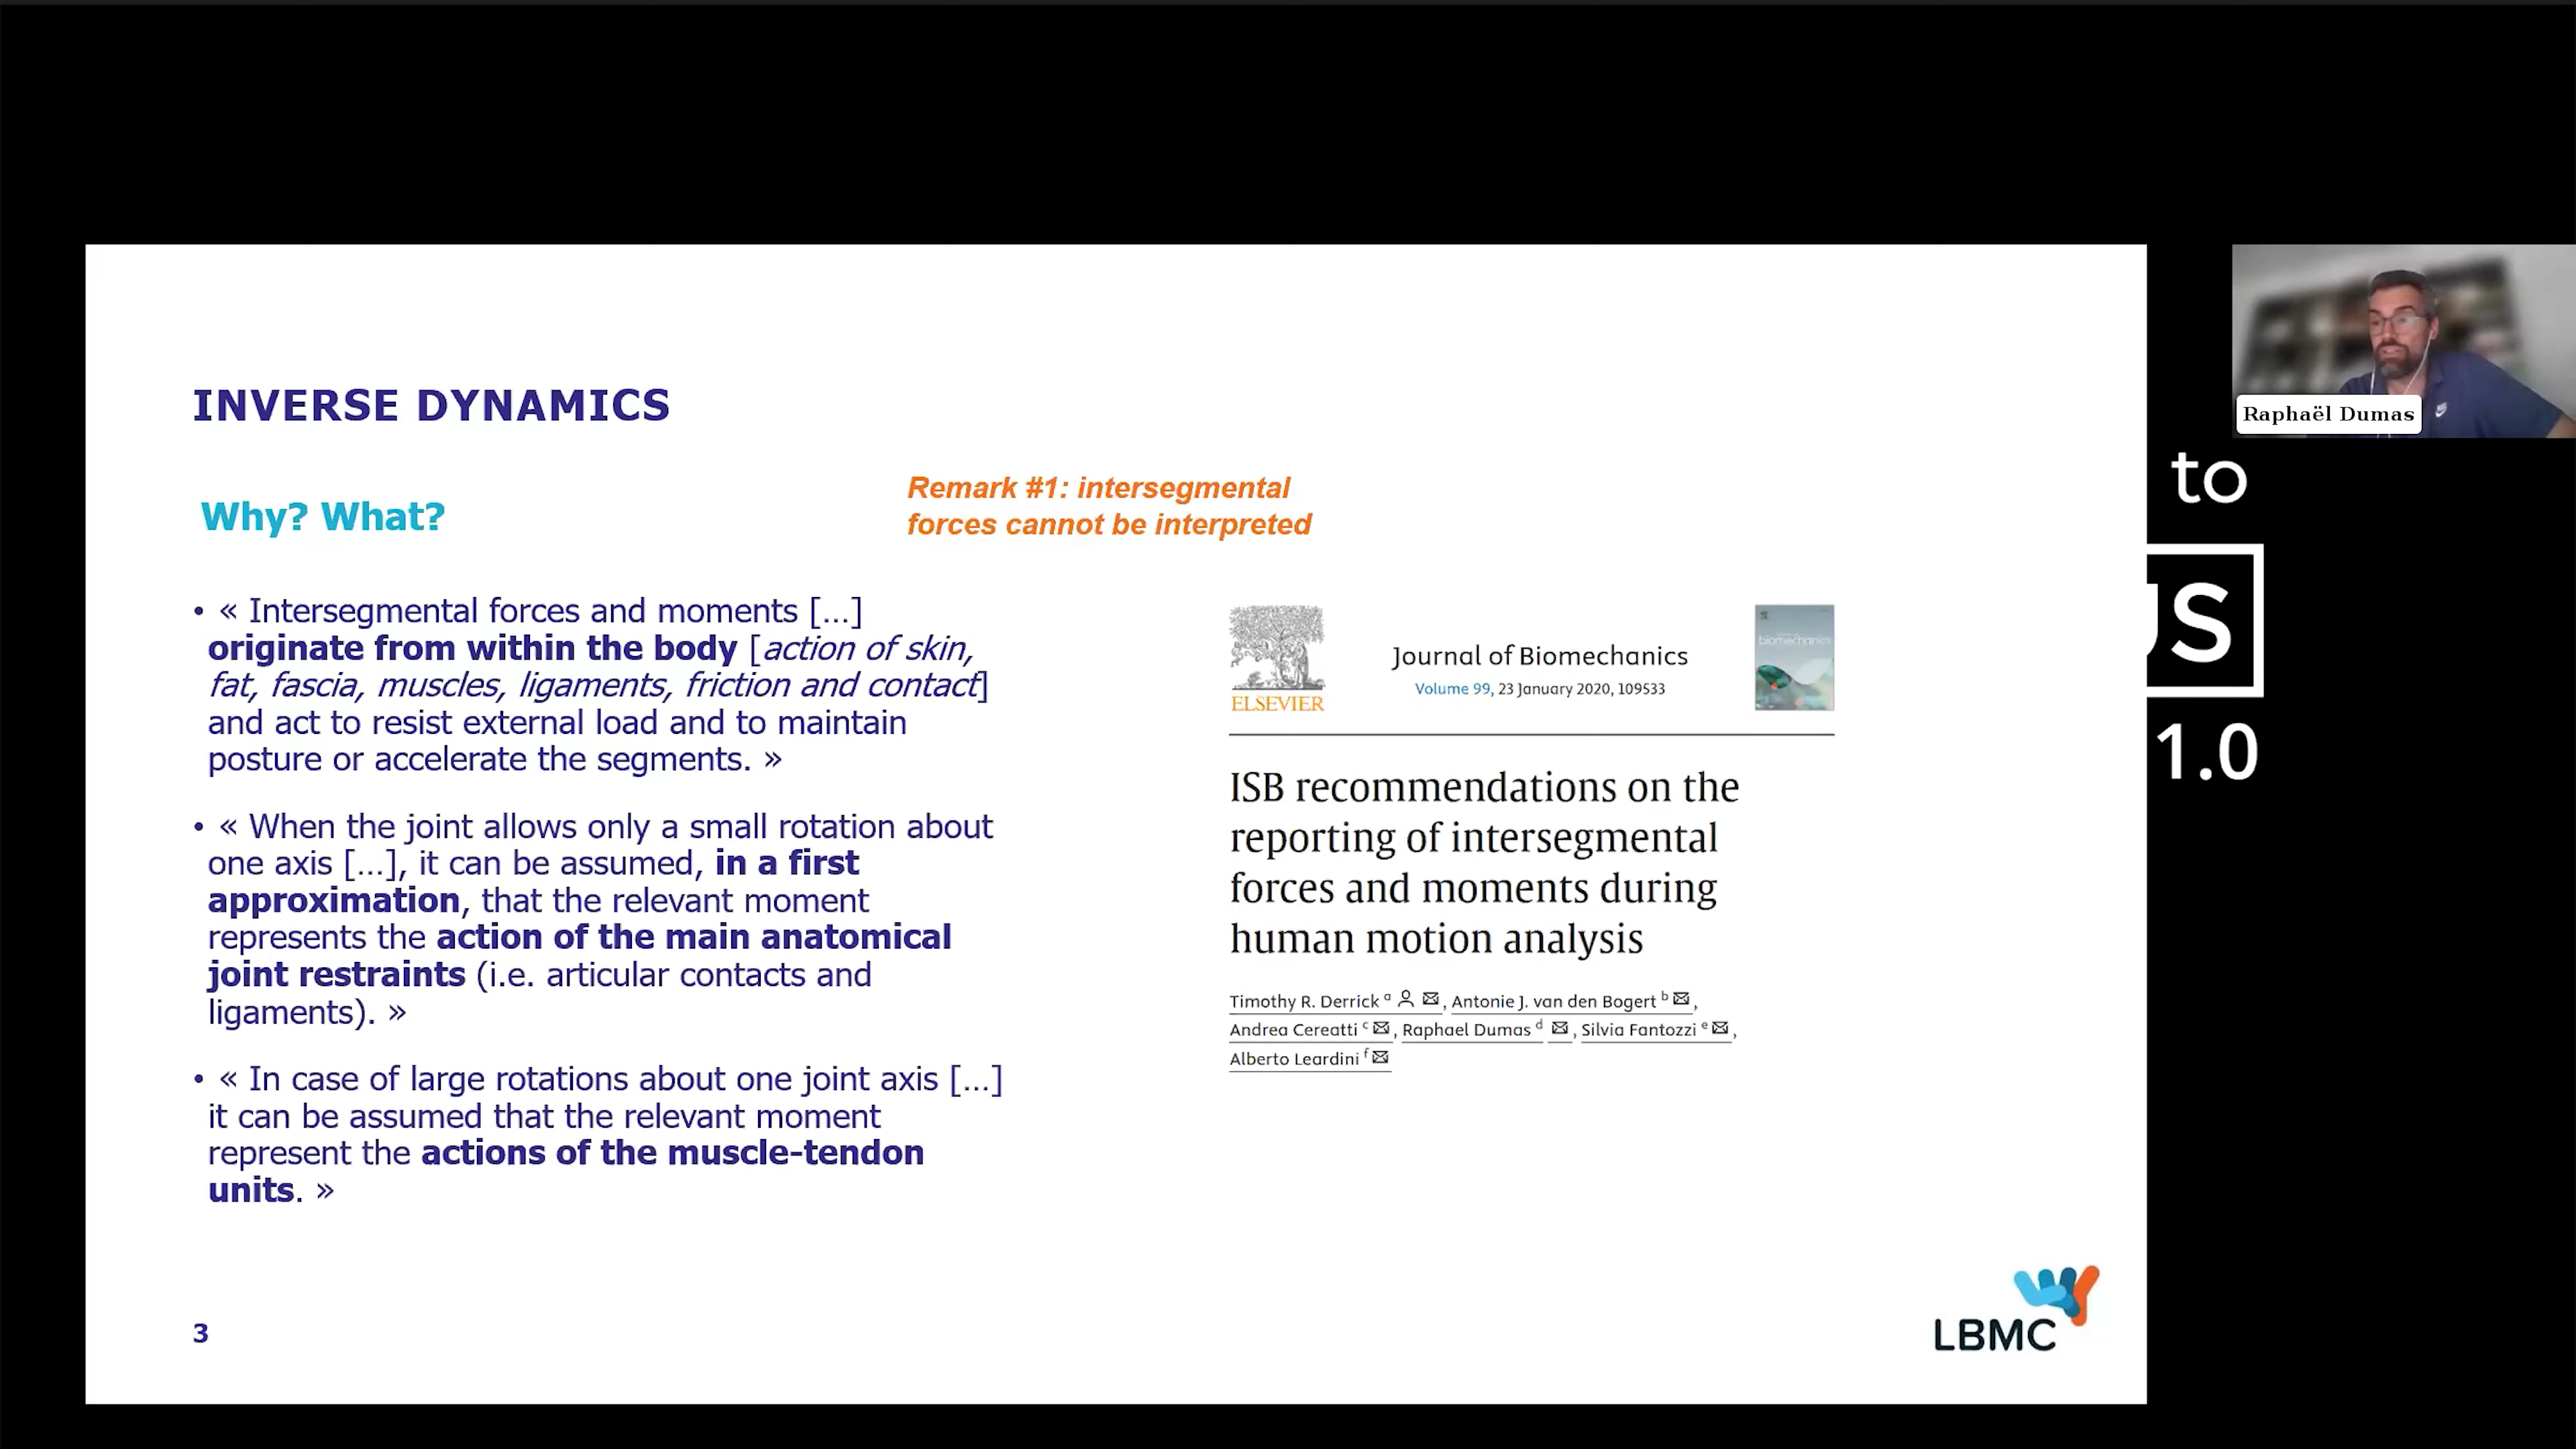 INVERSE DYNAMICS
Why? What?
Remark #1: intersegmental
forces cannot be interpreted
• « Intersegmental forces and moments [...]
originate from within the body [action of skin,
fat, fascia, muscles, ligaments, friction and contact]
and act to resist external load and to maintain
posture or accelerate the segments. »
• « When the joint allows only a small rotation about
one axis [...], it can be assumed, in a first
approximation, that the relevant moment
represents the action of the main anatomical
joint restraints (i.e. articular contacts and
ligaments). »
• « In case of large rotations about one joint axis [...]
it can be assumed that the relevant moment
represent the actions of the muscle-tendon
units. »
3
ELSEVIER
Journal of Biomechanics
Volume 99, 23 January 2020, 109533
biomechanics
ISB recommendations on the
reporting of intersegmental
forces and moments during
human motion analysis
Timothy R. Derrick a, Antonie J. van den Bogert b,
Andrea Cereatti c, Raphael Dumas d, Silvia Fantozzi e,
Alberto Leardini f
LBMC
Raphaël Dumas
to
US
1.0